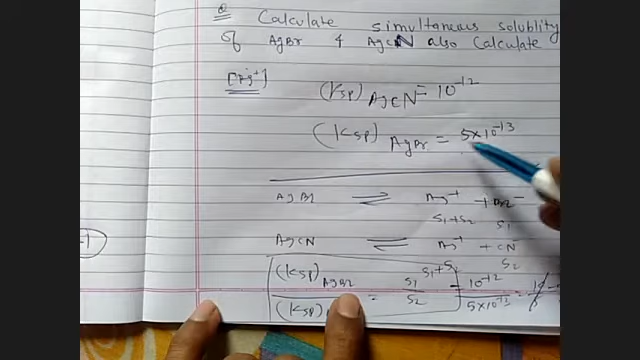 Q Calculate simultaneous solublity
of AgBr & AgCN also Calculate
[Ag+]
(Ksp) AgCN = 10⁻¹²
(Ksp) AgBr = 5×10⁻¹³
AgBr ⇌ Ag+ + Br⁻
S1+S2 S1
AgCN ⇌ Ag+ + CN⁻
S1+S2 S2
(Ksp) AgBr / (Ksp) = S1 / S2 = 10⁻¹² / 5×10⁻¹³ =